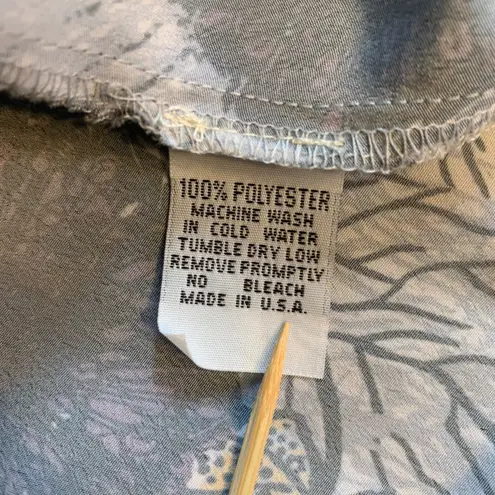 100% POLYESTER
MACHINE WASH
IN COLD WATER
TUMBLE DRY LOW
REMOVE PROMPTLY
NO BLEACH
MADE IN U.S.A.